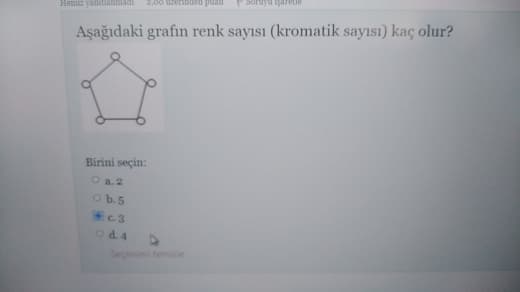 Henüz yanıtlanmadı 2,00 üzerinden puan Soruyu işaretle
Aşağıdaki grafın renk sayısı (kromatik sayısı) kaç olur?
Birini seçin:
a. 2
b. 5
c. 3
d. 4
Seçimimi temizle